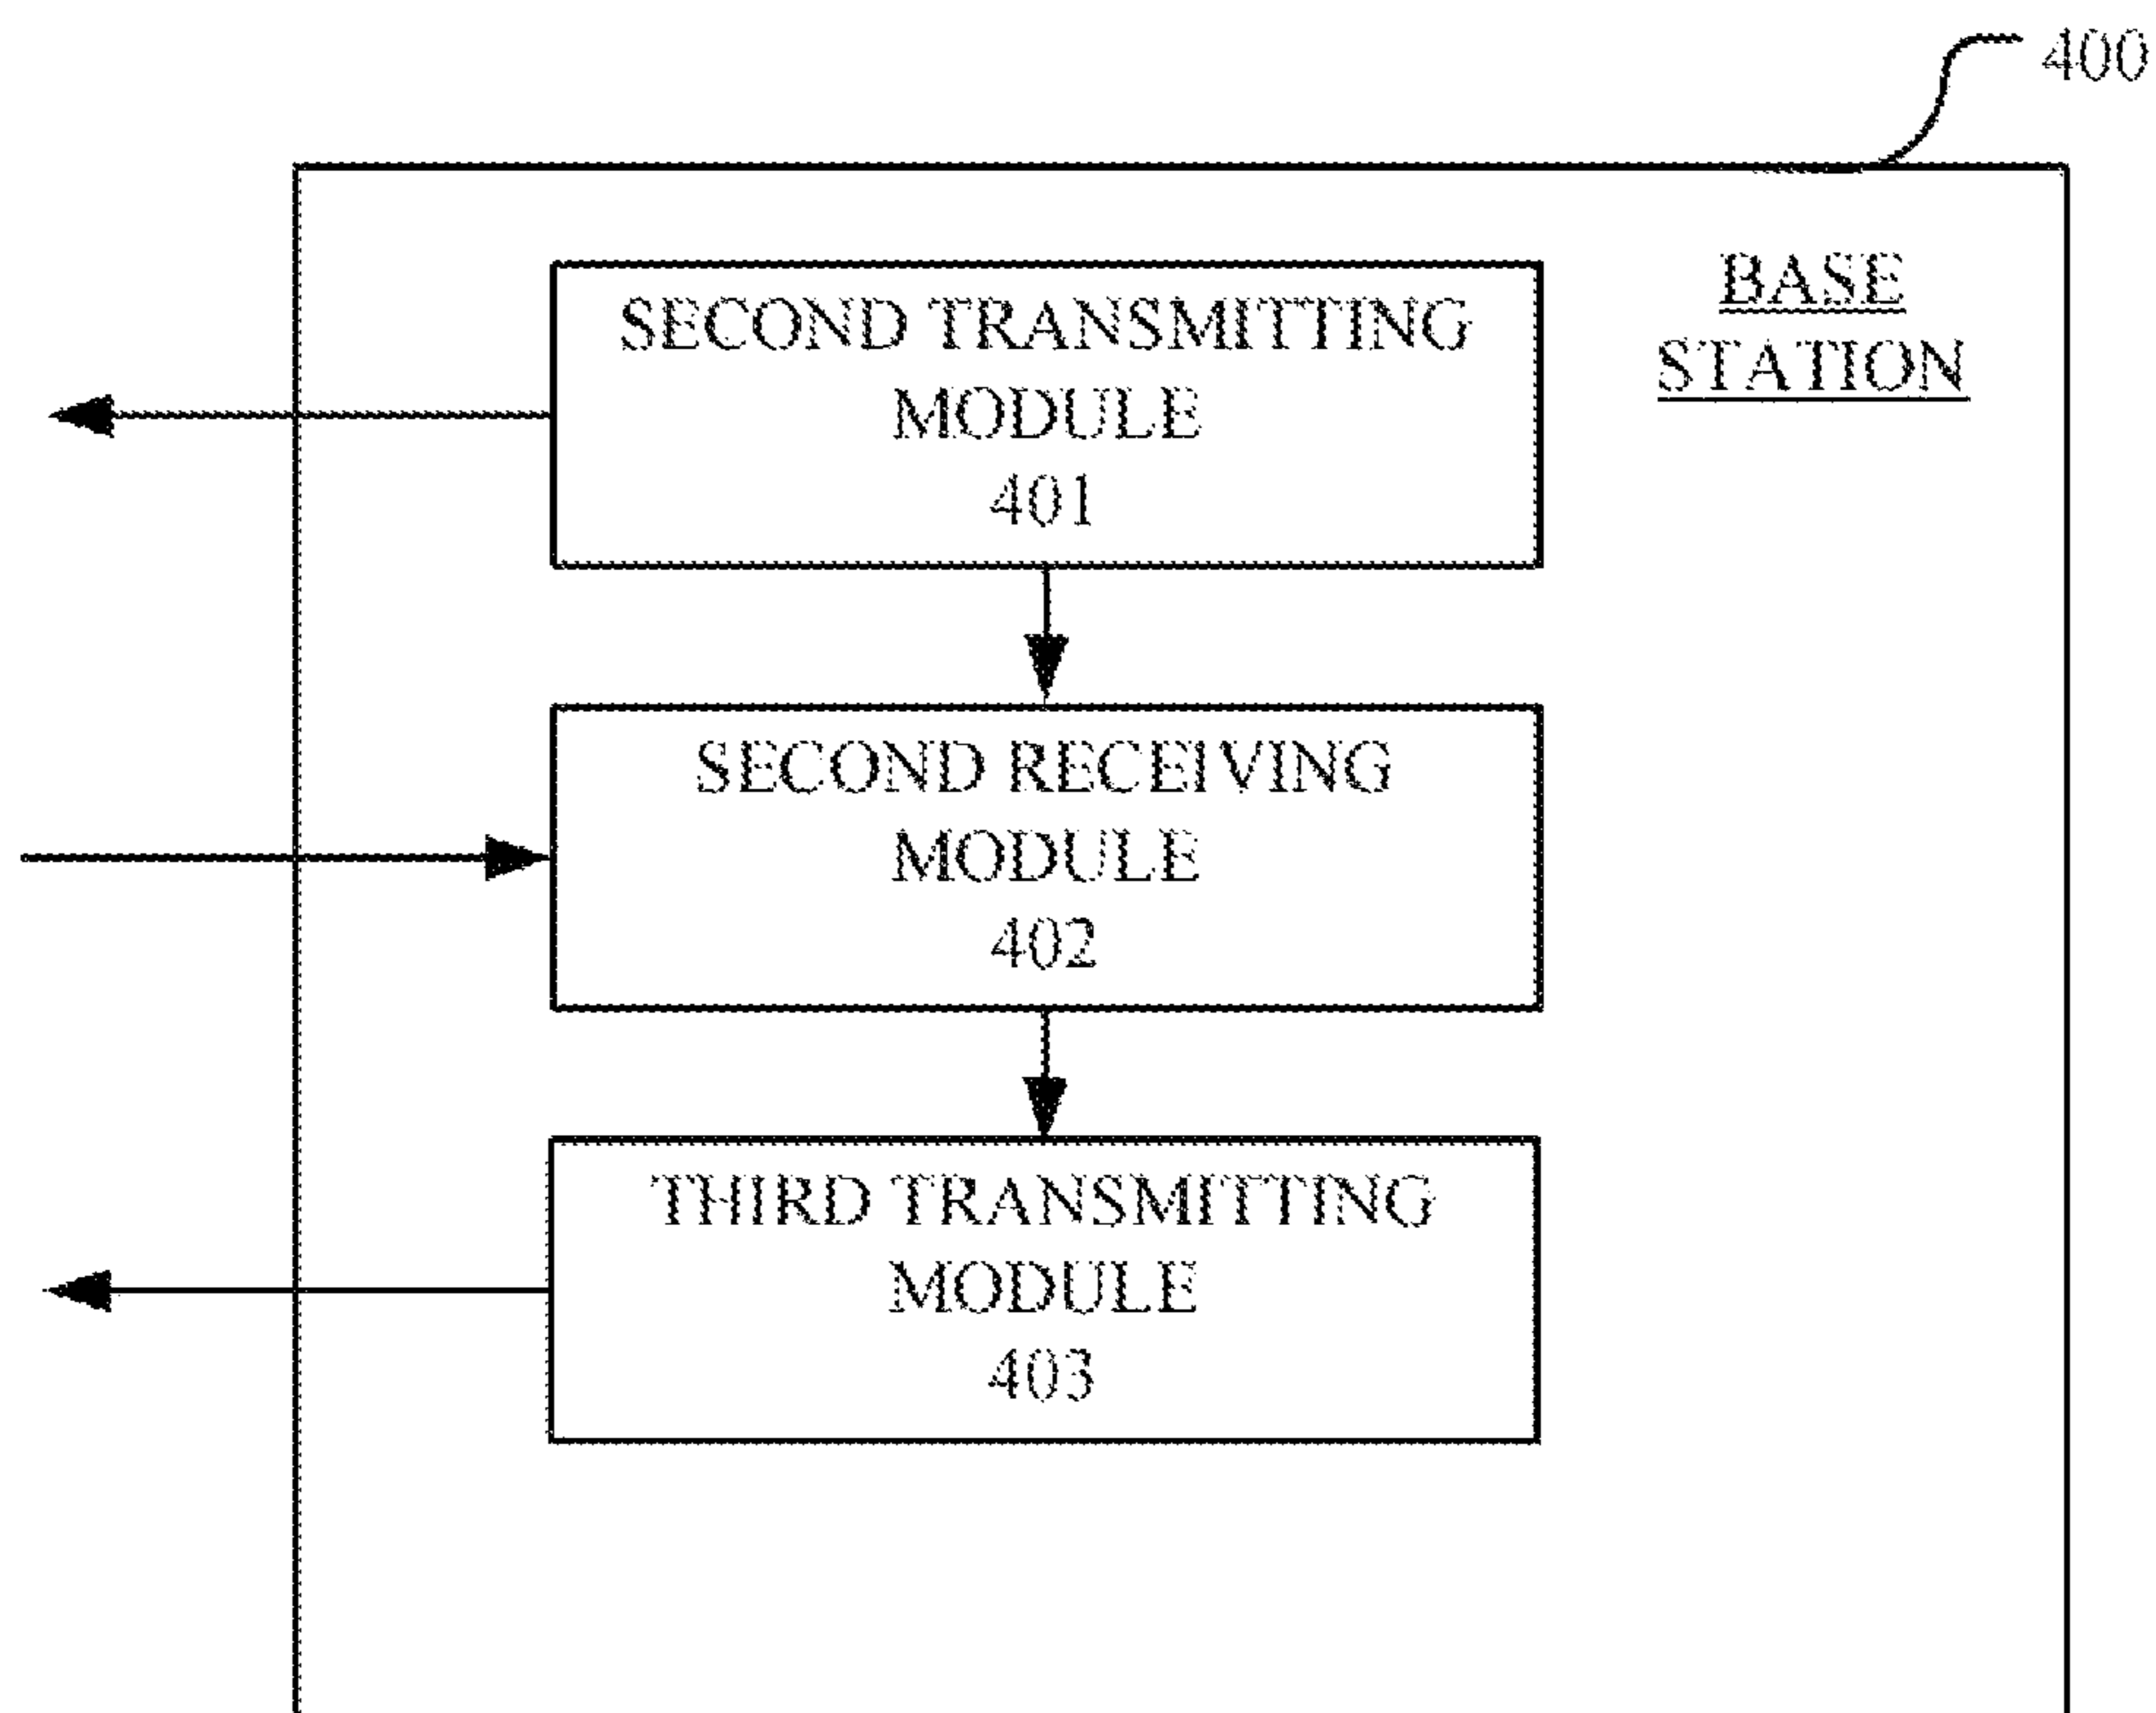 400
BASE
STATION
SECOND TRANSMITTING
MODULE
401
SECOND RECEIVING
MODULE
402
THIRD TRANSMITTING
MODULE
403